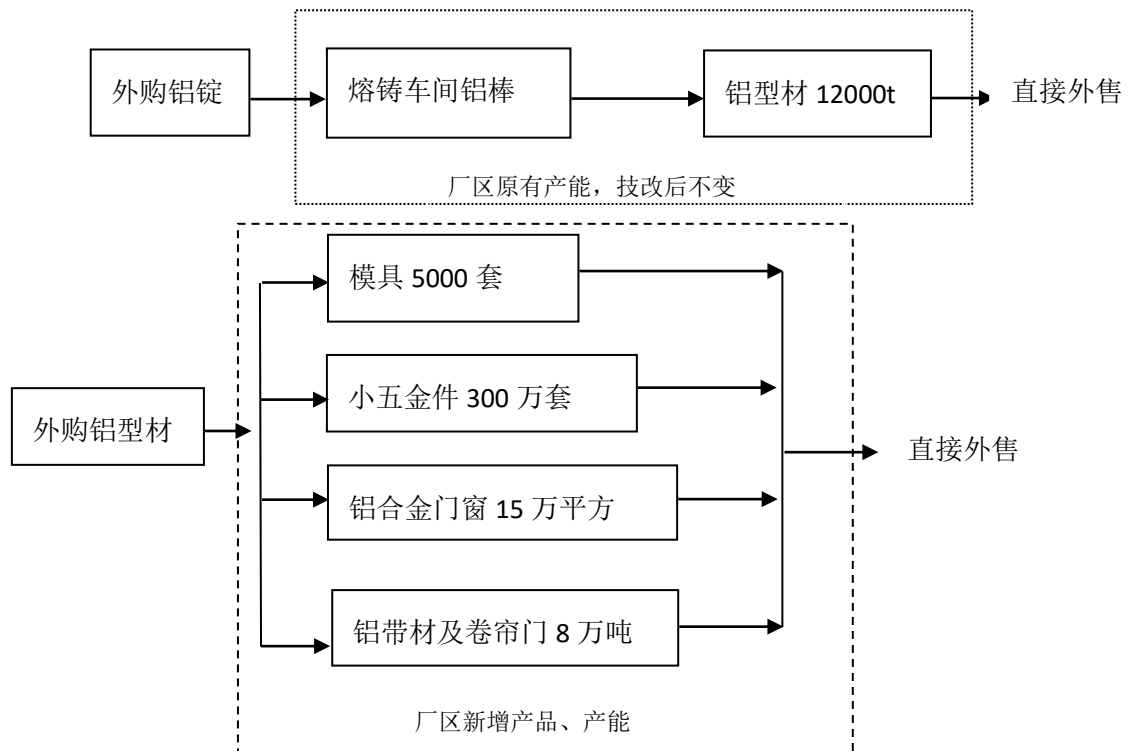 外购铝锭
熔铸车间铝棒
铝型材 12000t
直接外售
厂区原有产能，技改后不变
模具 5000 套
小五金件 300 万套
外购铝型材
直接外售
铝合金门窗 15 万平方
铝带材及卷帘门 8 万吨
厂区新增产品、产能